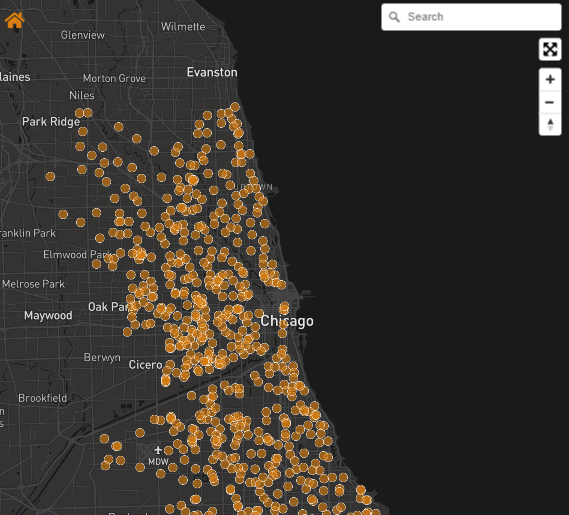 Search
Wilmette
Glenview
Evanston
laines
Morton Grove
Niles
Park Ridge
ranklin Park
Elmwood Park
Melrose Park
Oak Par
Maywood
Chicago
Berwyn
Cicero
Brookfield
n
s
MDW